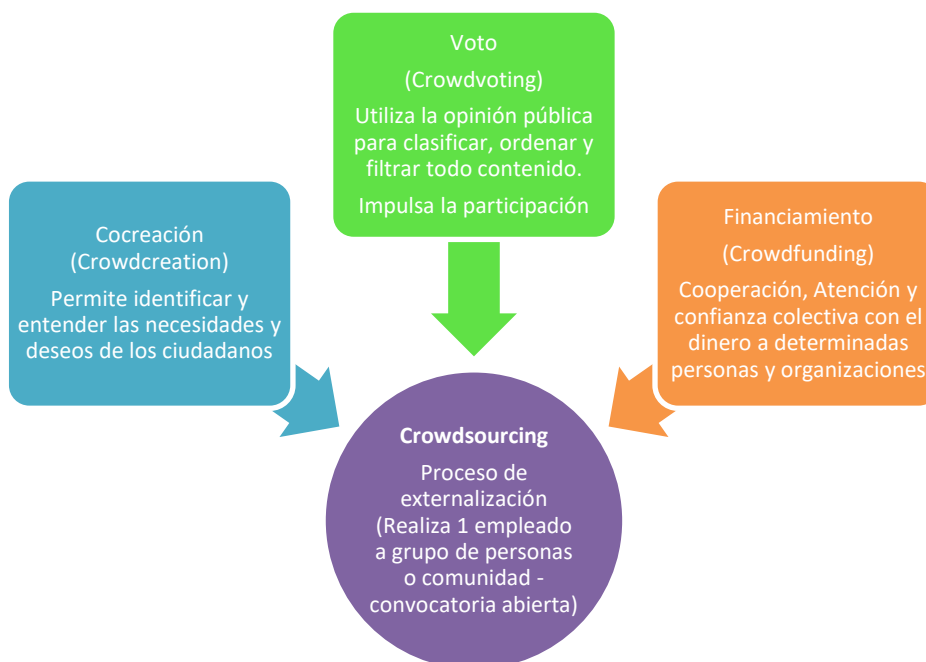 Voto
(Crowdvoting)
Utiliza la opinión pública
para clasificar, ordenar y
filtrar todo contenido.
Impulsa la participación
Cocreación
(Crowdcreation)
Permite identificar y
entender las necesidades y
deseos de los ciudadanos
Financiamiento
(Crowdfunding)
Cooperación, Atención y
confianza colectiva con el
dinero a determinadas
personas y organizaciones
Crowdsourcing
Proceso de
externalización
(Realiza 1 empleado
a grupo de personas
o comunidad -
convocatoria abierta)